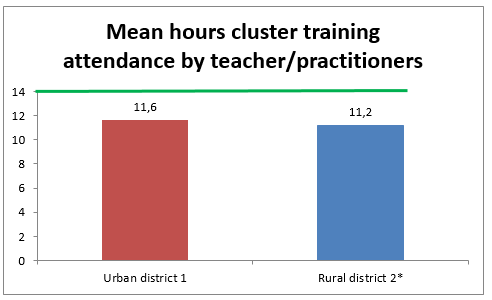 Mean hours cluster training
attendance by teacher/practitioners
14
12
10
8
6
4
2
0
11,6
11,2
Urban district 1
Rural district 2*